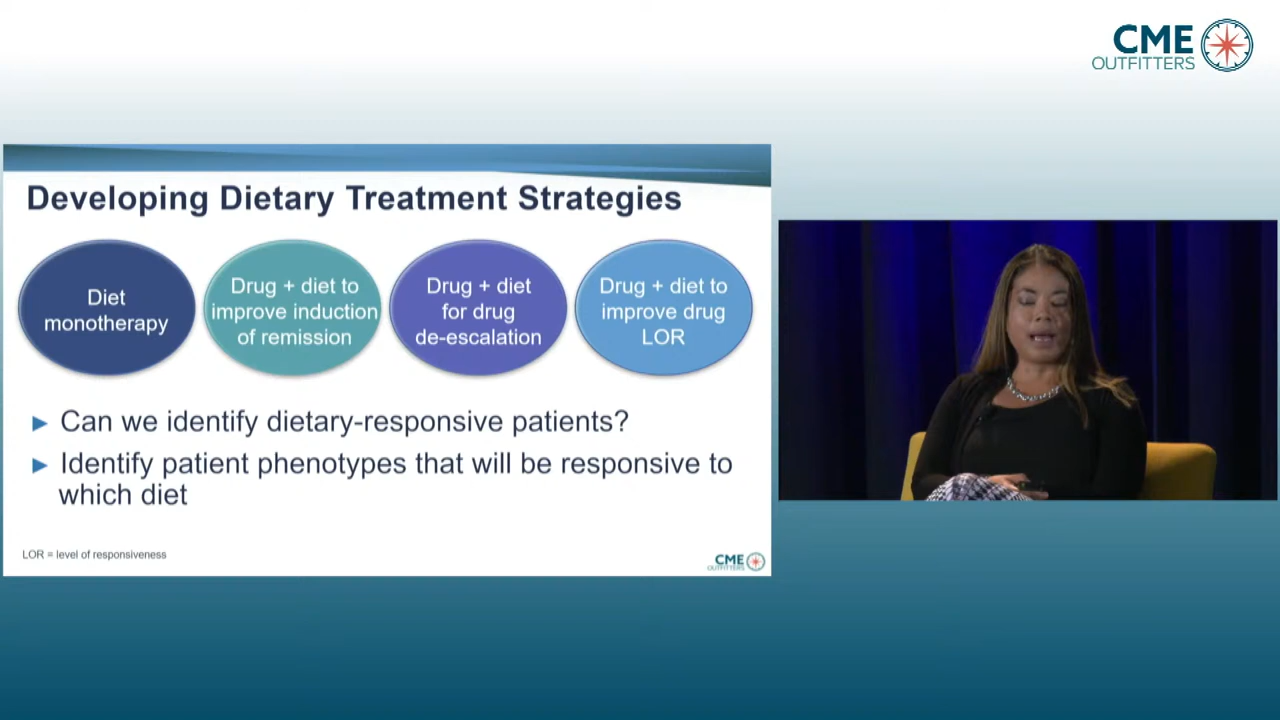 CME
OUTFITTERS
Developing Dietary Treatment Strategies
Diet
monotherapy
Drug + diet to
improve induction
of remission
Drug + diet
for drug
de-escalation
Drug + diet to
improve drug
LOR
► Can we identify dietary-responsive patients?
► Identify patient phenotypes that will be responsive to
which diet
LOR = level of responsiveness
CME
OUTFITTERS